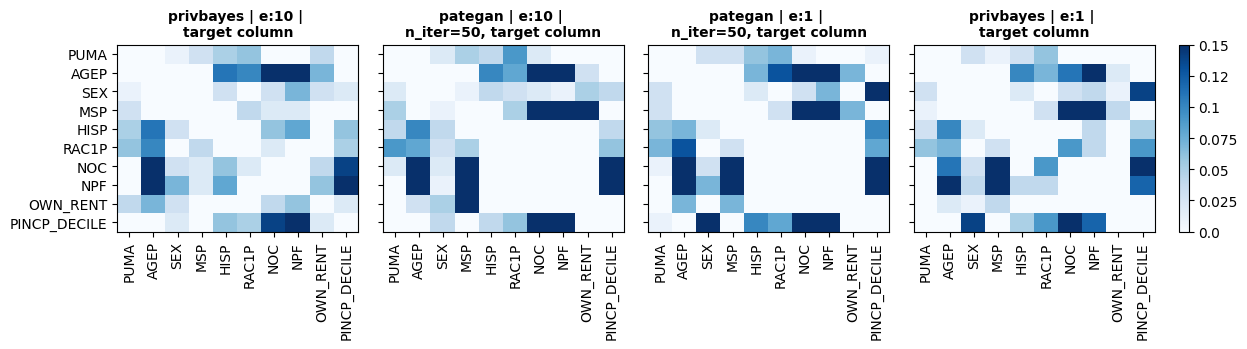 privbayes | e:10 |
target column
pategan | e:10 |
n_iter=50, target column
pategan | e:1 |
n_iter=50, target column
privbayes | e:1 |
target column
PUMA
AGEP
SEX
MSP
HISP
RAC1P
NOC
NPF
OWN_RENT
PINCP_DECILE
PUMA
AGEP
SEX
MSP
HISP
RAC1P
NOC
NPF
OWN_RENT
PINCP_DECILE
PUMA
AGEP
SEX
MSP
HISP
RAC1P
NOC
NPF
OWN_RENT
PINCP_DECILE
PUMA
AGEP
SEX
MSP
HISP
RAC1P
NOC
NPF
OWN_RENT
PINCP_DECILE
PUMA
AGEP
SEX
MSP
HISP
RAC1P
NOC
NPF
OWN_RENT
PINCP_DECILE
0.15
0.125
0.1
0.075
0.05
0.025
0.0